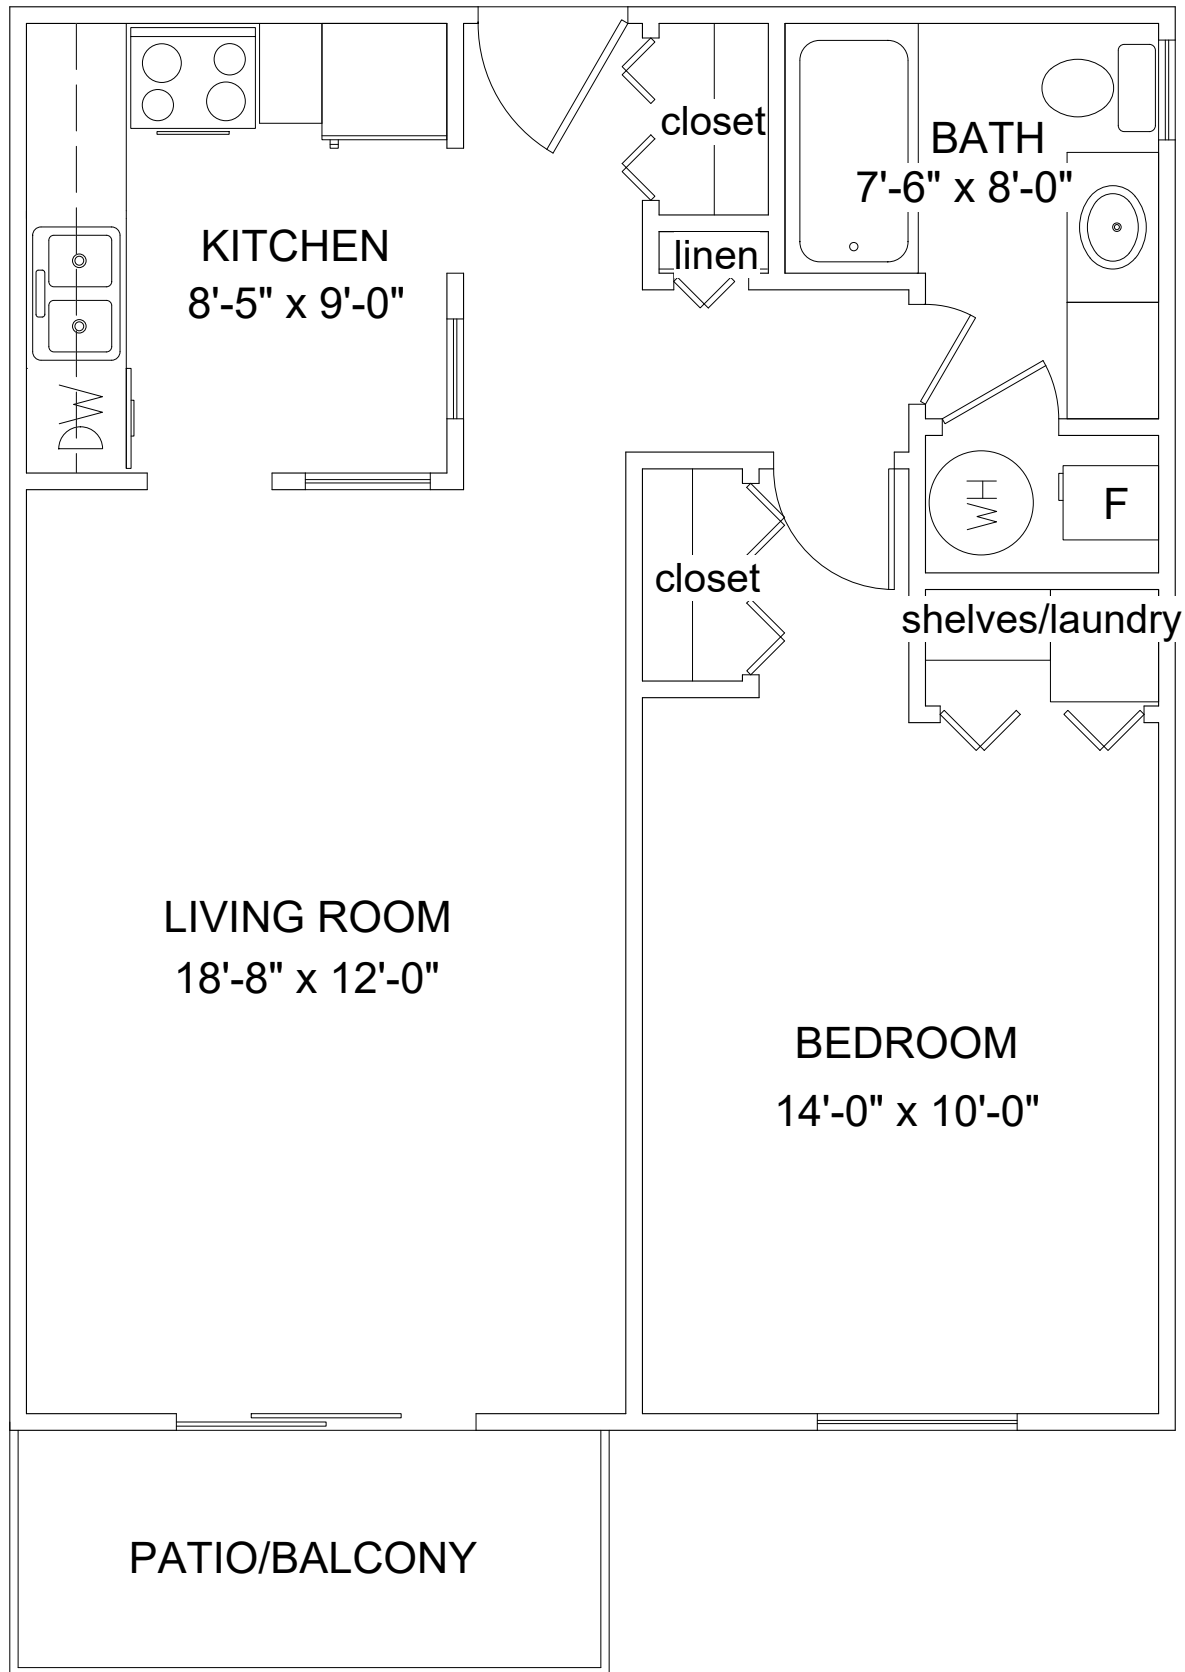 closet
BATH
7'-6" x 8'-0"
KITCHEN
8'-5" x 9'-0"
linen
DW
WH
F
closet
shelves/laundry
LIVING ROOM
18'-8" x 12'-0"
BEDROOM
14'-0" x 10'-0"
PATIO/BALCONY